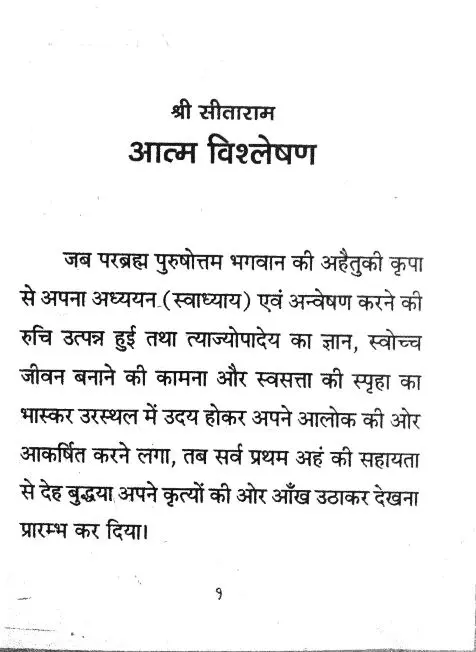 श्री सीताराम
आत्म विश्लेषण
जब परब्रह्म पुरुषोत्तम भगवान की अहैतुकी कृपा
से अपना अध्ययन (स्वाध्याय) एवं अन्वेषण करने की
रुचि उत्पन्न हुई तथा त्याज्योपादेय का ज्ञान, स्वोच्च
जीवन बनाने की कामना और स्वसत्ता की स्पृहा का
भास्कर उरस्थल में उदय होकर अपने आलोक की ओर
आकर्षित करने लगा, तब सर्व प्रथम अहं की सहायता
से देह बुद्धया अपने कृत्यों की ओर आँख उठाकर देखना
प्रारम्भ कर दिया।
१